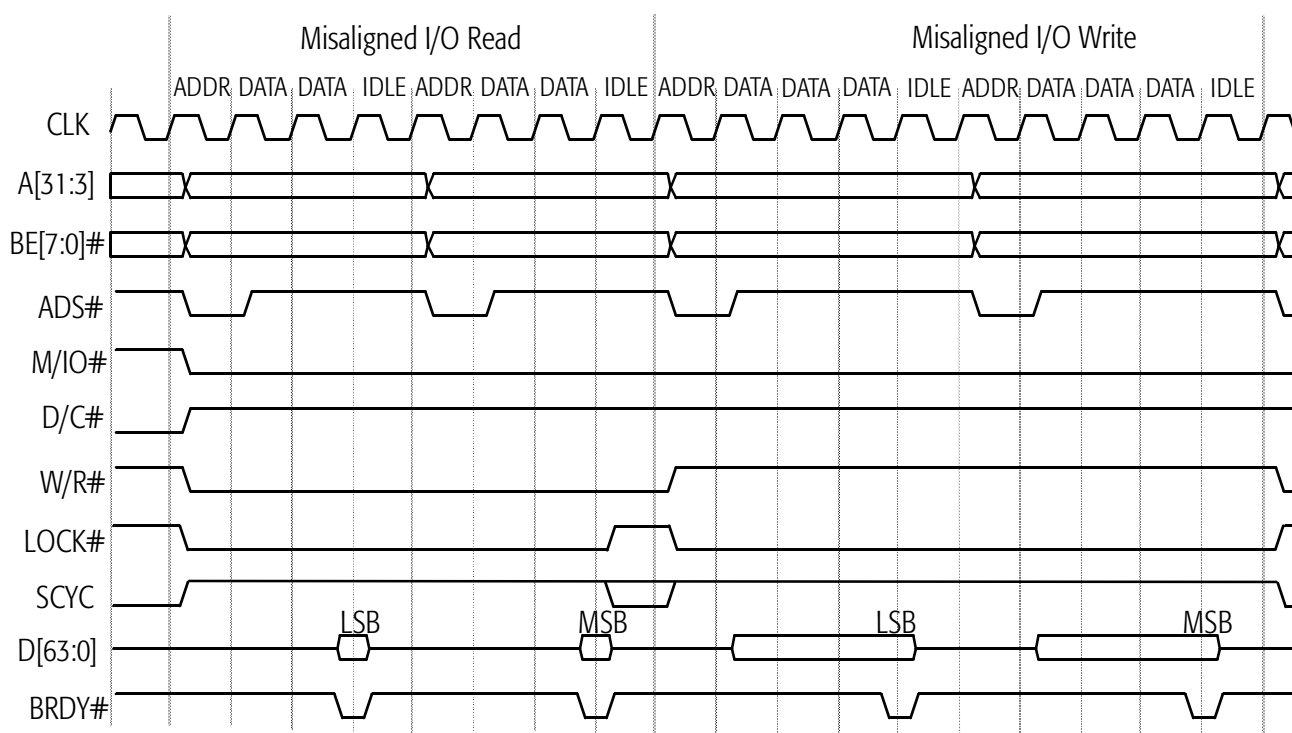 Misaligned I/O Read Misaligned I/O Write
ADDR DATA DATA IDLE ADDR DATA DATA IDLE ADDR DATA DATA DATA IDLE ADDR DATA DATA DATA IDLE
CLK
A[31:3]
BE[7:0]#
ADS#
M/IO#
D/C#
W/R#
LOCK#
SCYC
LSB MSB LSB MSB
D[63:0]
BRDY#